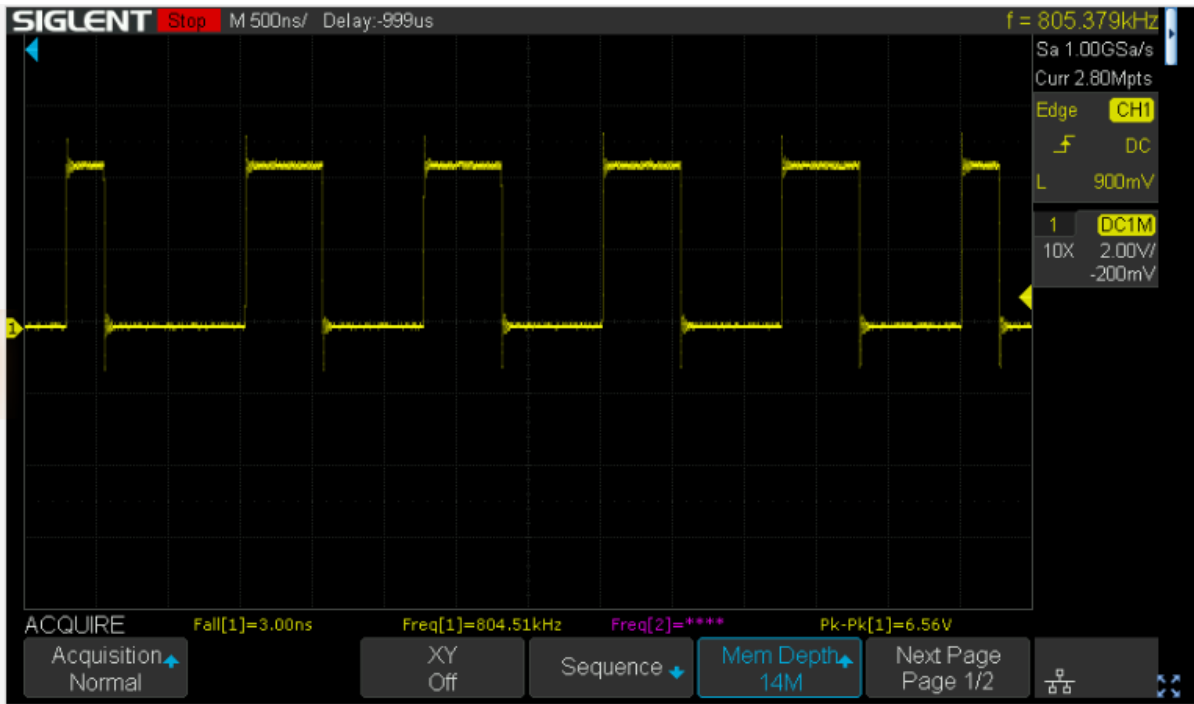 SIGLENT Stop M 500ns/ Delay:-999us f = 805.379kHz
Sa 1.00GSa/s
Curr 2.80Mpts
Edge CH1
DC
L 900mV
1 DC1M
10X 2.00V/
-200mV
1
ACQUIRE Fall[1]=3.00ns Freq[1]=804.51kHz Freq[2]=**** Pk-Pk[1]=6.56V
Acquisition XY Sequence Mem Depth Next Page
Normal Off 14M Page 1/2